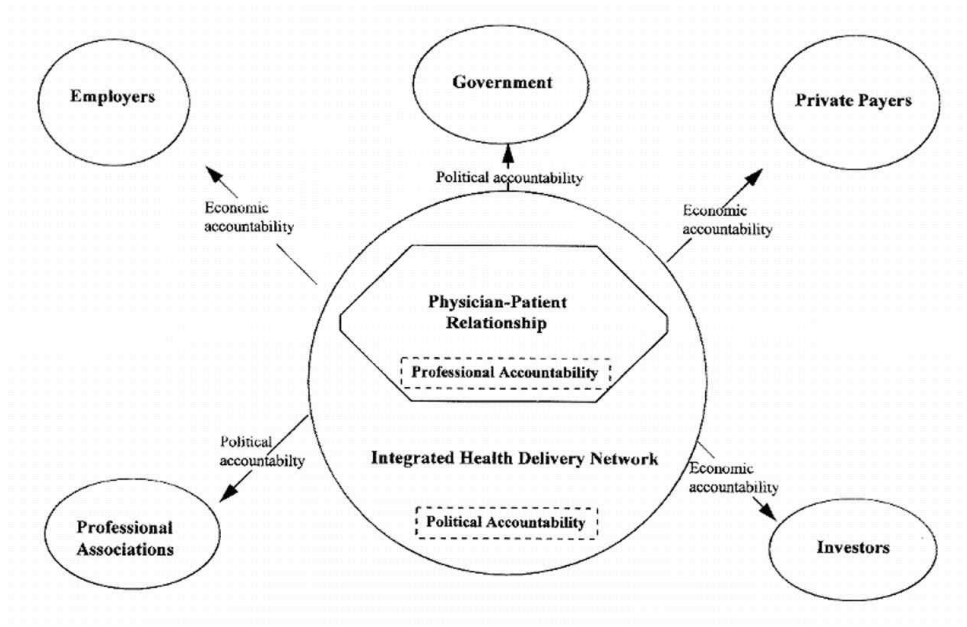 Employers
Government
Private Payers
Political accountability
Economic
accountability
Economic
accountability
Physician-Patient
Relationship
Professional Accountability
Political
accountabilty
Integrated Health Delivery Network
Economic
accountability
Political Accountability
Professional
Associations
Investors